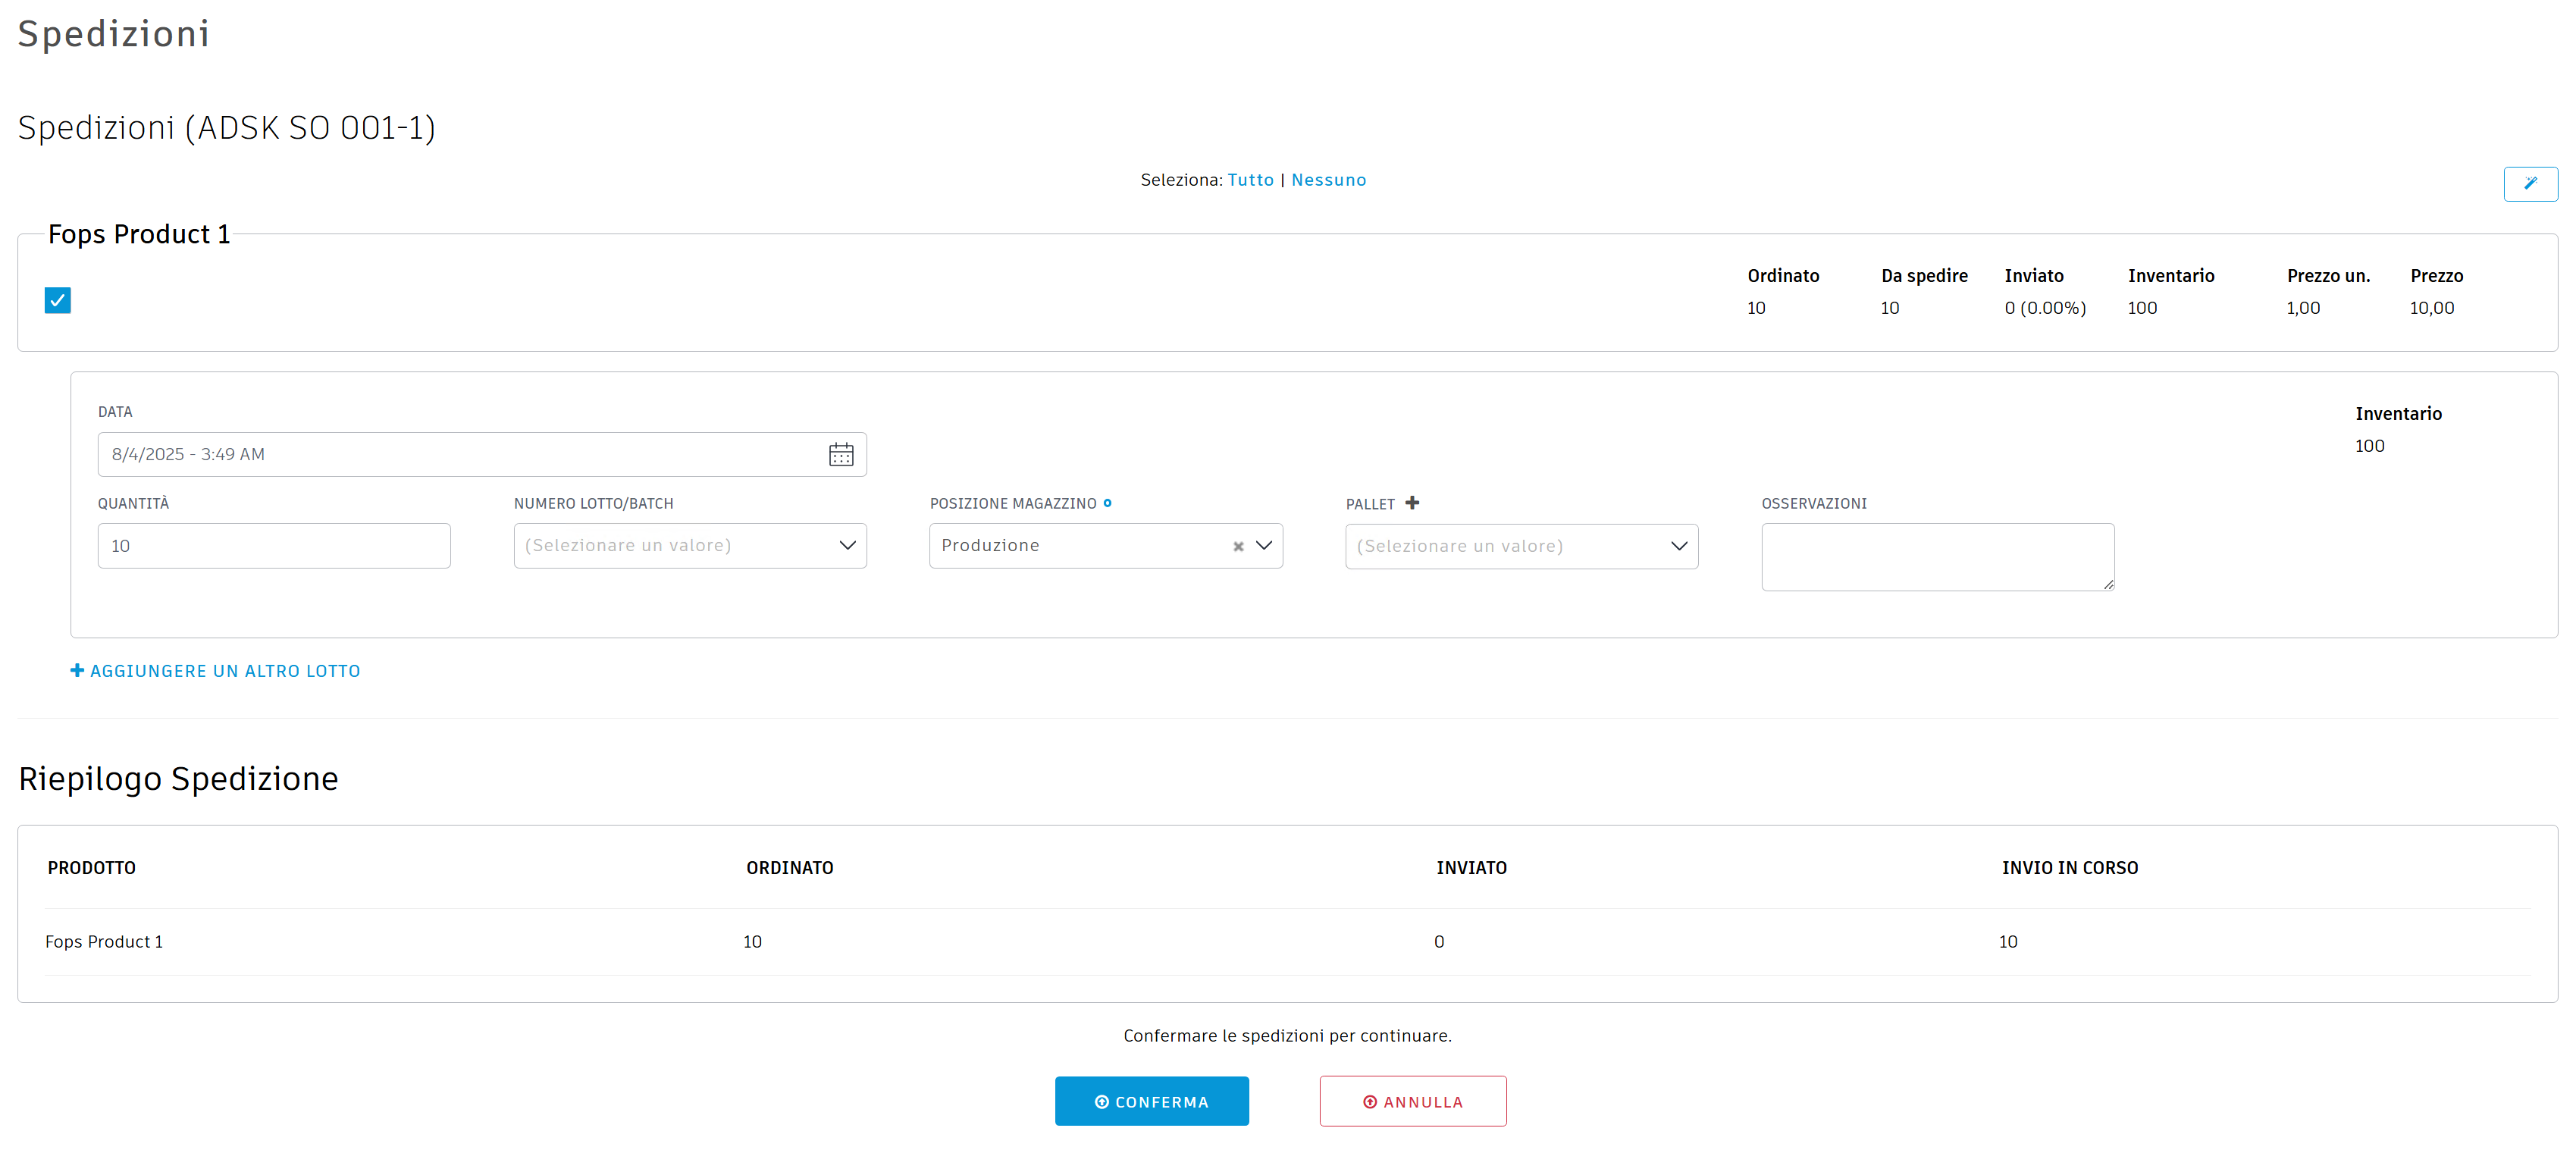 Spedizioni
Spedizioni (ADSK SO 001-1)
Seleziona: Tutto | Nessuno
Fops Product 1
Ordinato Da spedire Inviato Inventario Prezzo un. Prezzo
10 10 0 (0.00%) 100 1,00 10,00
DATA
Inventario
8/4/2025 - 3:49 AM
100
QUANTITÀ NUMERO LOTTO/BATCH POSIZIONE MAGAZZINO PALLET OSSERVAZIONI
10 (Selezionare un valore) Produzione (Selezionare un valore)
AGGIUNGERE UN ALTRO LOTTO
Riepilogo Spedizione
PRODOTTO ORDINATO INVIATO INVIO IN CORSO
Fops Product 1 10 0 10
Confermare le spedizioni per continuare.
CONFERMA ANNULLA